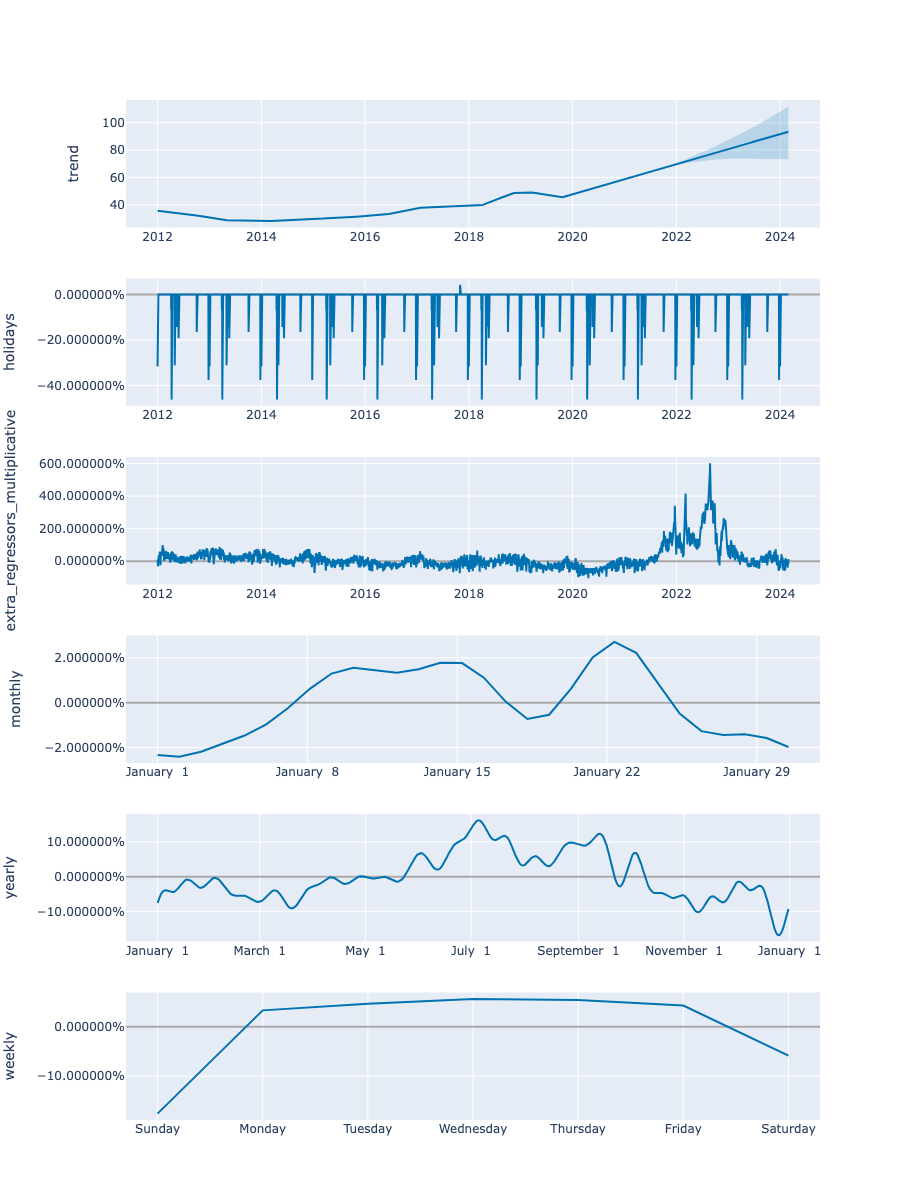 100
80
60
40
trend
2012 2014 2016 2018 2020 2022 2024
0.000000%
−20.000000%
−40.000000%
holidays
2012 2014 2016 2018 2020 2022 2024
600.000000%
400.000000%
200.000000%
0.000000%
extra_regressors_multiplicative
2012 2014 2016 2018 2020 2022 2024
2.000000%
0.000000%
−2.000000%
monthly
January 1 January 8 January 15 January 22 January 29
10.000000%
0.000000%
−10.000000%
yearly
January 1 March 1 May 1 July 1 September 1 November 1 January 1
0.000000%
−10.000000%
weekly
Sunday Monday Tuesday Wednesday Thursday Friday Saturday